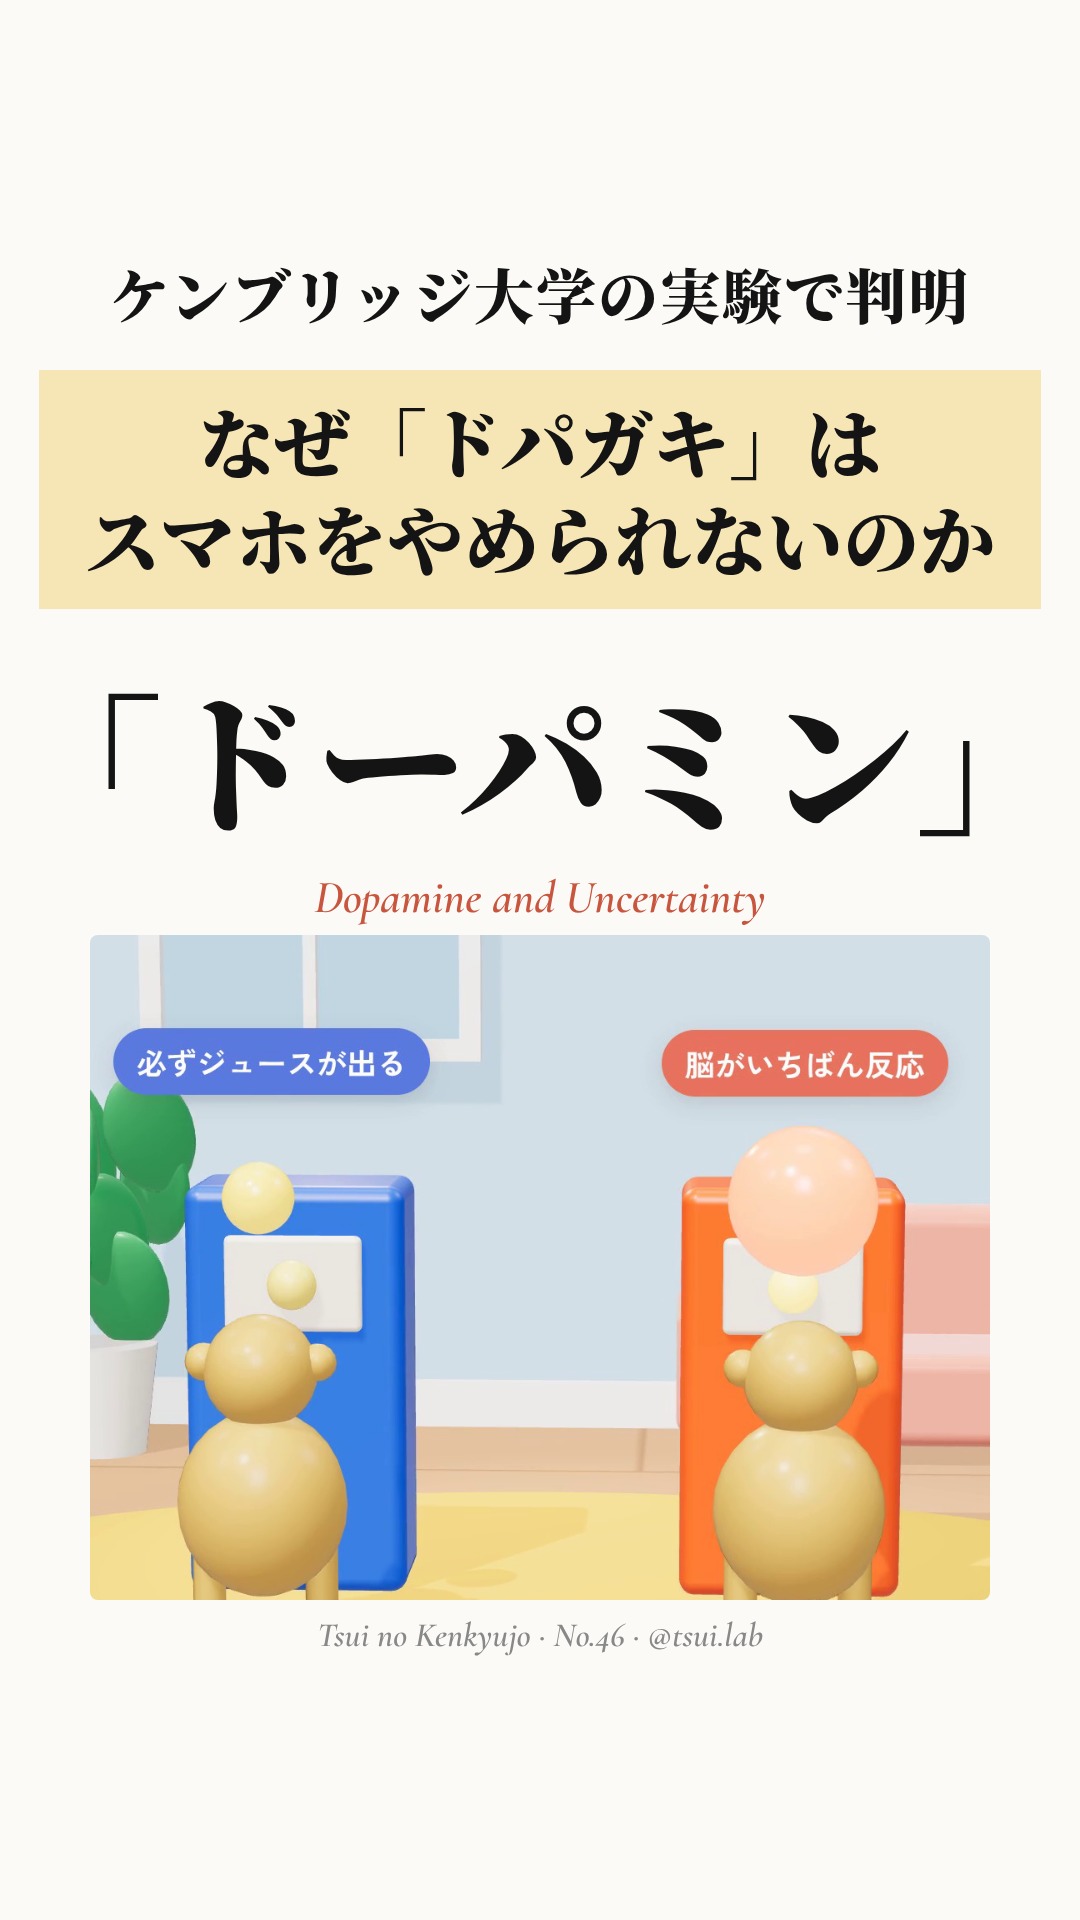 ケンブリッジ大学の実験で判明
なぜ「ドパガキ」は
スマホをやめられないのか
「ドーパミン」
Dopamine and Uncertainty
必ずジュースが出る
脳がいちばん反応
Tsui no Kenkyujo · No.46 · @tsui.lab